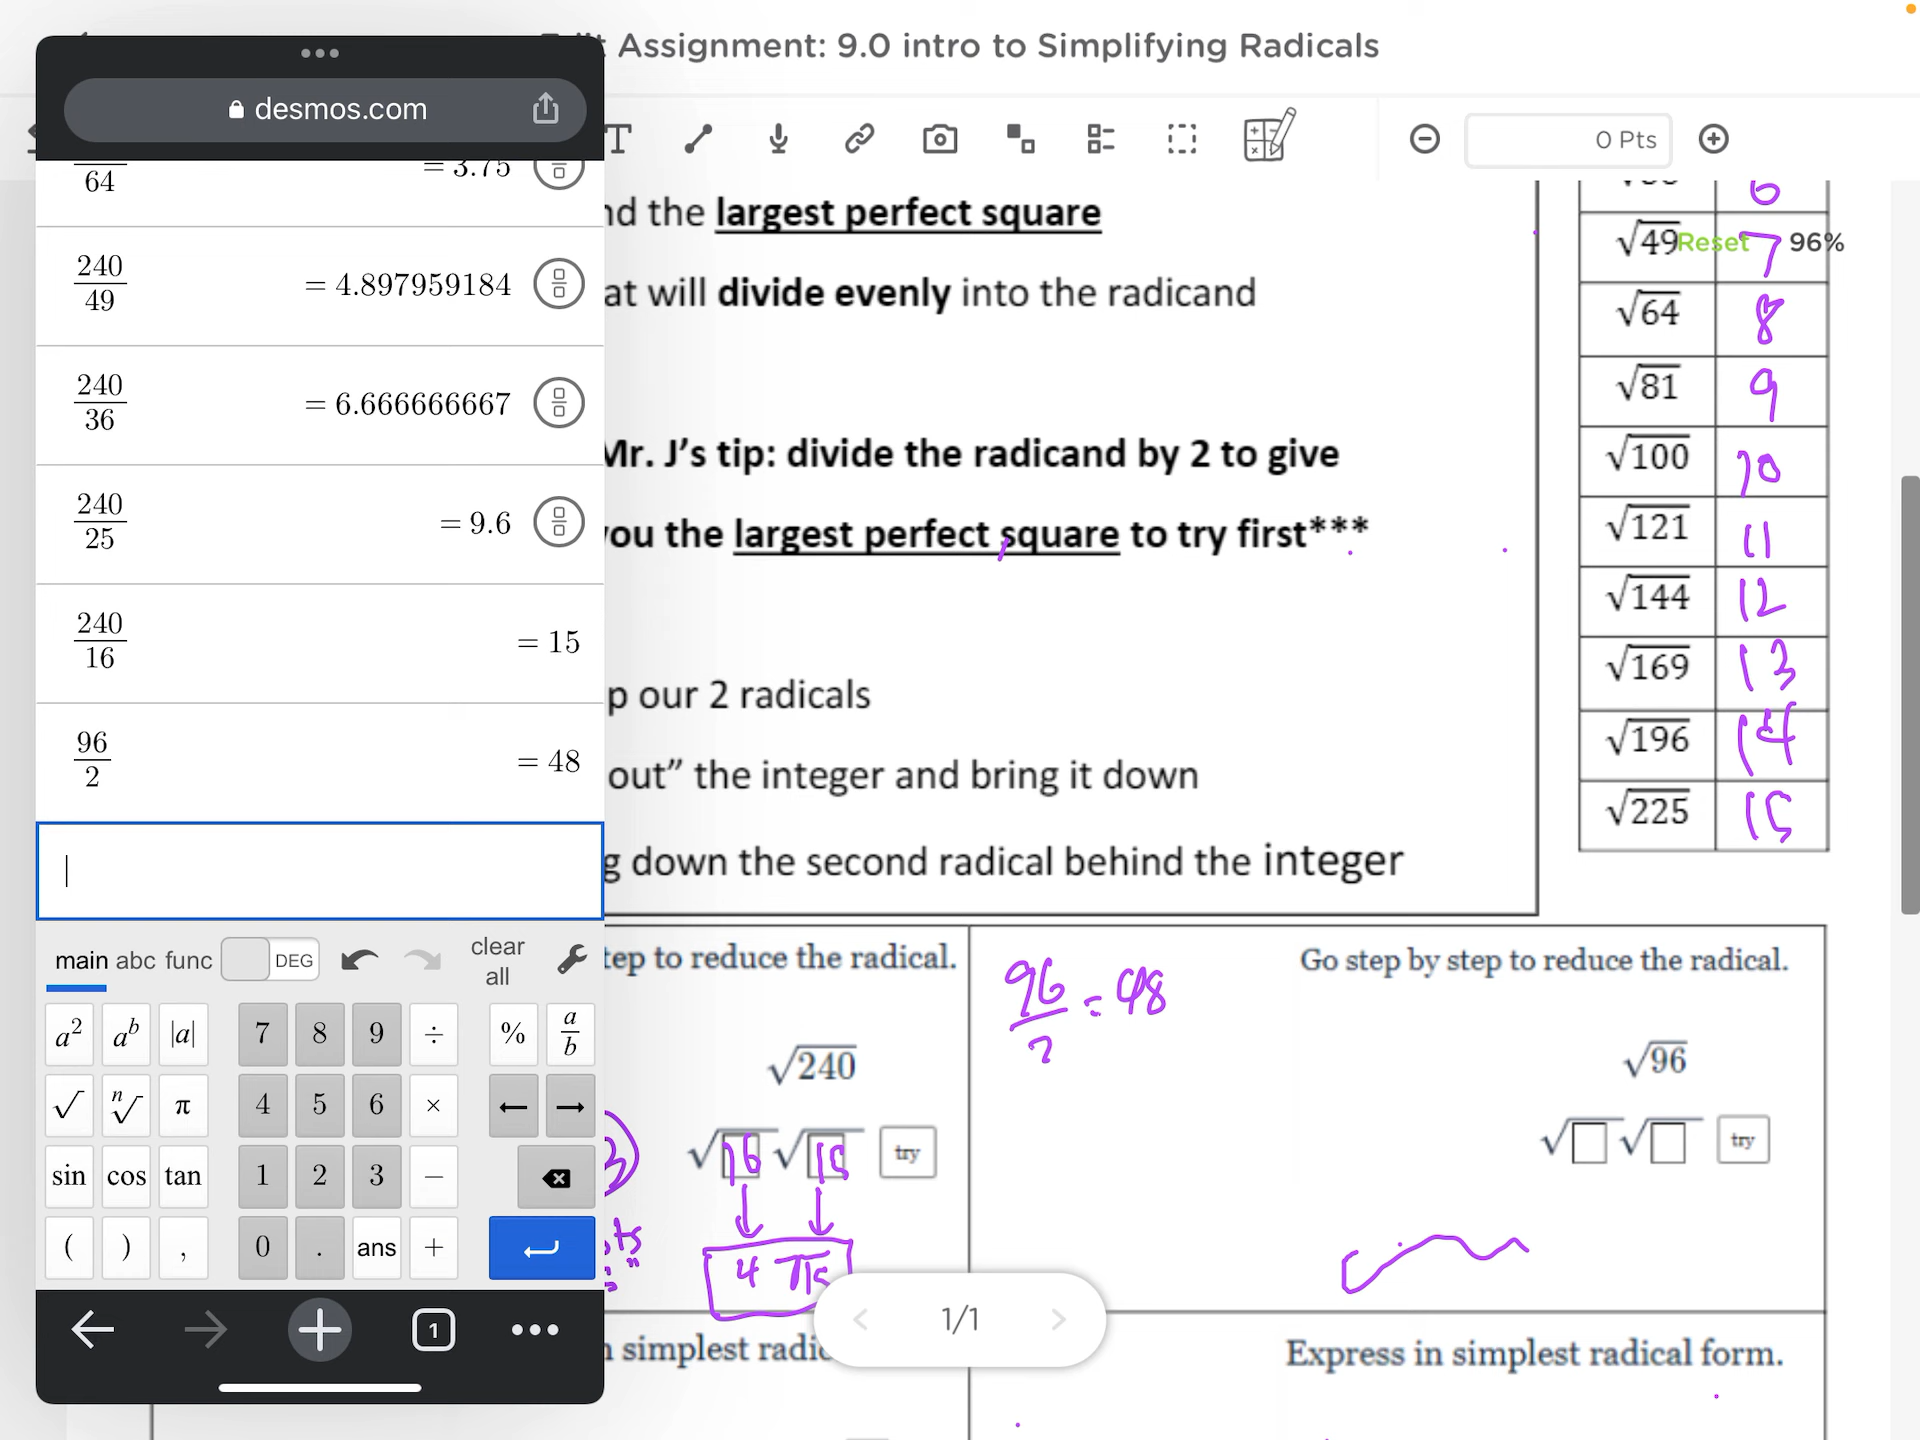 Assignment: 9.0 intro to Simplifying Radicals
desmos.com
0 Pts
64
= 3.75
240
49
= 4.897959184
240
36
= 6.666666667
240
25
= 9.6
240
16
= 15
96
2
= 48
main abc func DEG clear all
a² aᵇ |a| 7 8 9 ÷ % a/b
√ ⁿ√ π 4 5 6 × ← →
sin cos tan 1 2 3 −
( ) , 0 . ans +
1
the largest perfect square
will divide evenly into the radicand
Mr. J's tip: divide the radicand by 2 to give
you the largest perfect square to try first***
our 2 radicals
out” the integer and bring it down
down the second radical behind the integer
6
√49 7
Reset 96%
√64 8
√81 9
√100 10
√121 11
√144 12
√169 13
√196 14
√225 15
step to reduce the radical.
√240
√16 √15 try
4 √15
96
2
= 48
Go step by step to reduce the radical.
√96
√ √ try
1/1
simplest
Express in simplest radical form.